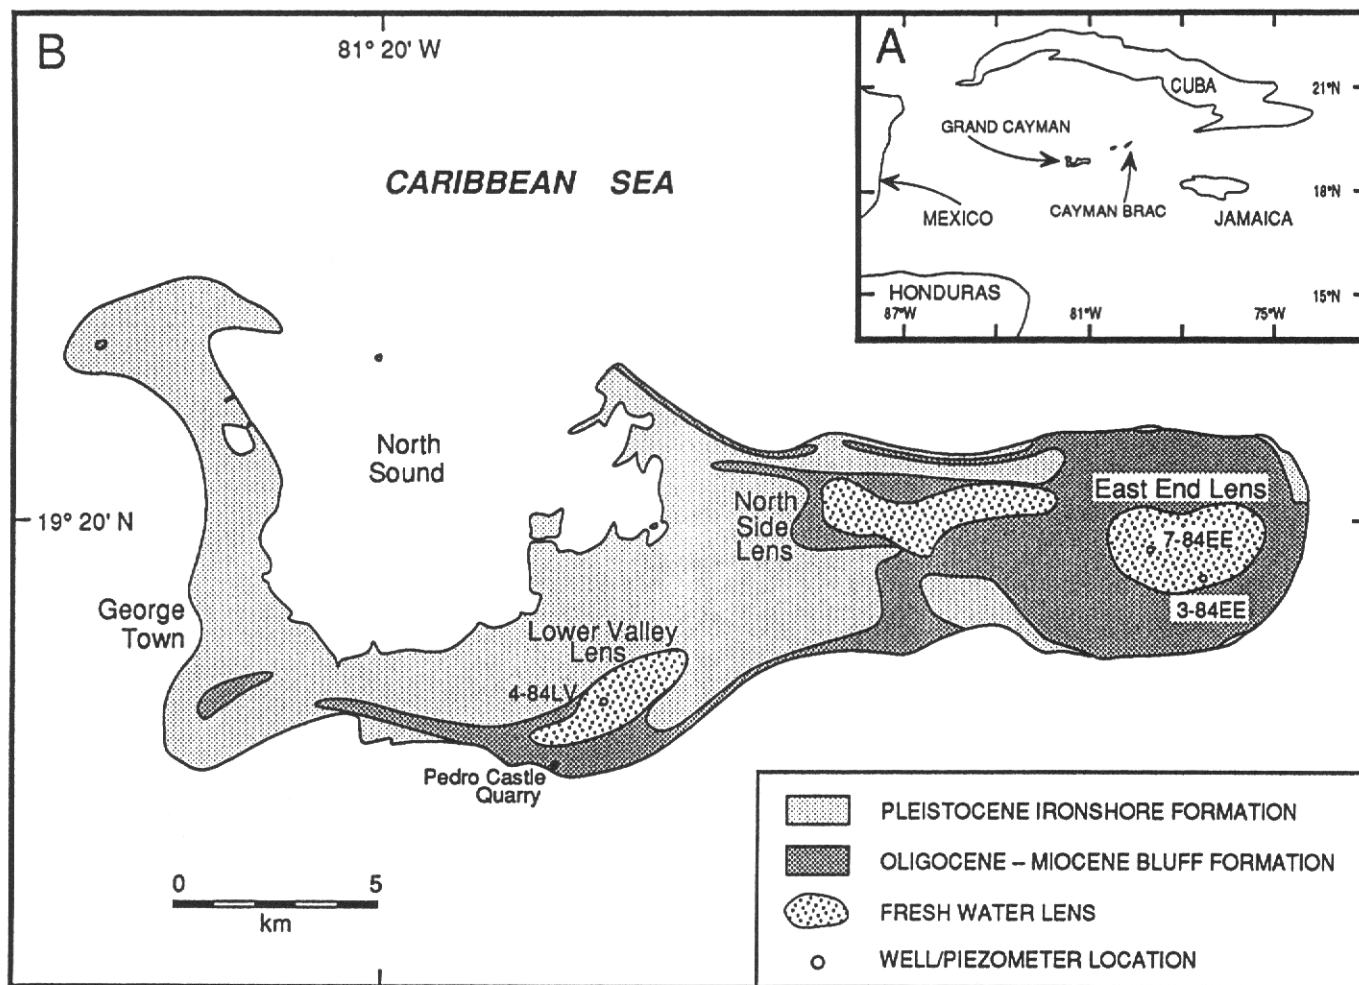 B
81° 20' W
CARIBBEAN SEA
A
CUBA
21°N
GRAND CAYMAN
18°N
MEXICO
CAYMAN BRAC
JAMAICA
HONDURAS
15°N
87°W
81°W
75°W
North
Sound
19° 20' N
North
Side
Lens
East End Lens
7-84EE
3-84EE
George
Town
Lower Valley
Lens
4-84LV
Pedro Castle
Quarry
0 5
km
PLEISTOCENE IRONSHORE FORMATION
OLIGOCENE – MIOCENE BLUFF FORMATION
FRESH WATER LENS
WELL/PIEZOMETER LOCATION